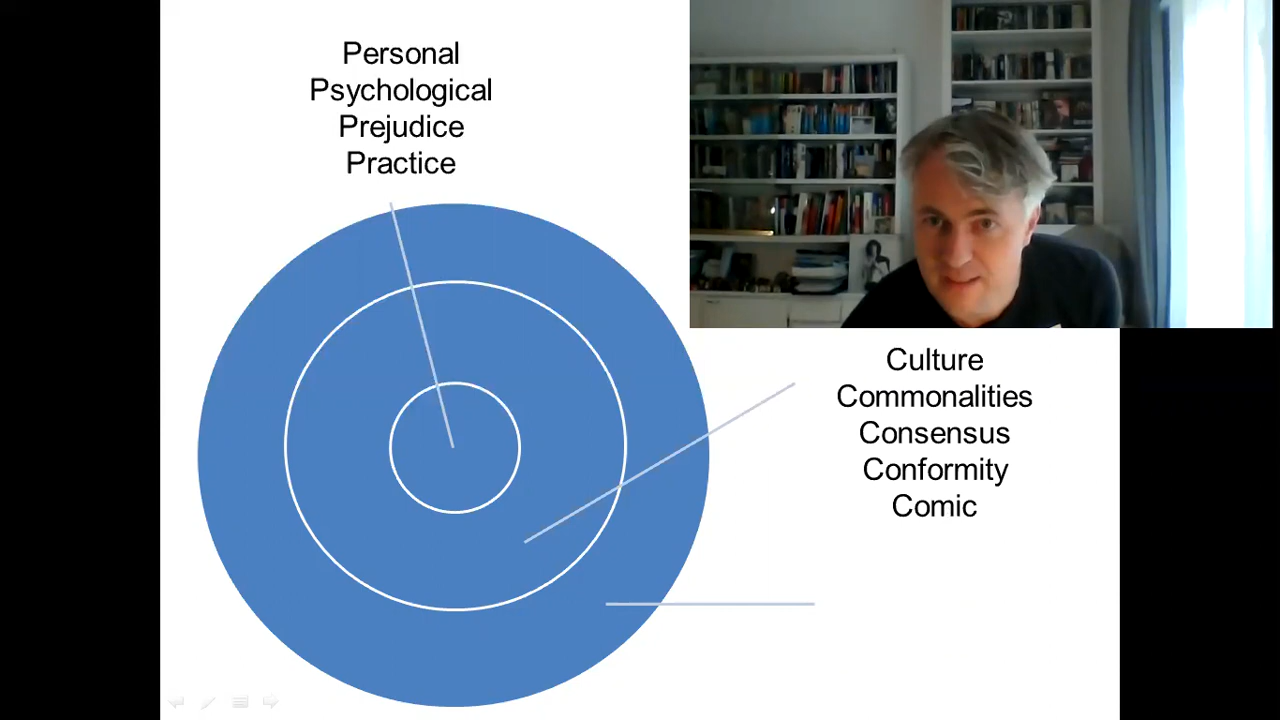 Personal
Psychological
Prejudice
Practice
Culture
Commonalities
Consensus
Conformity
Comic